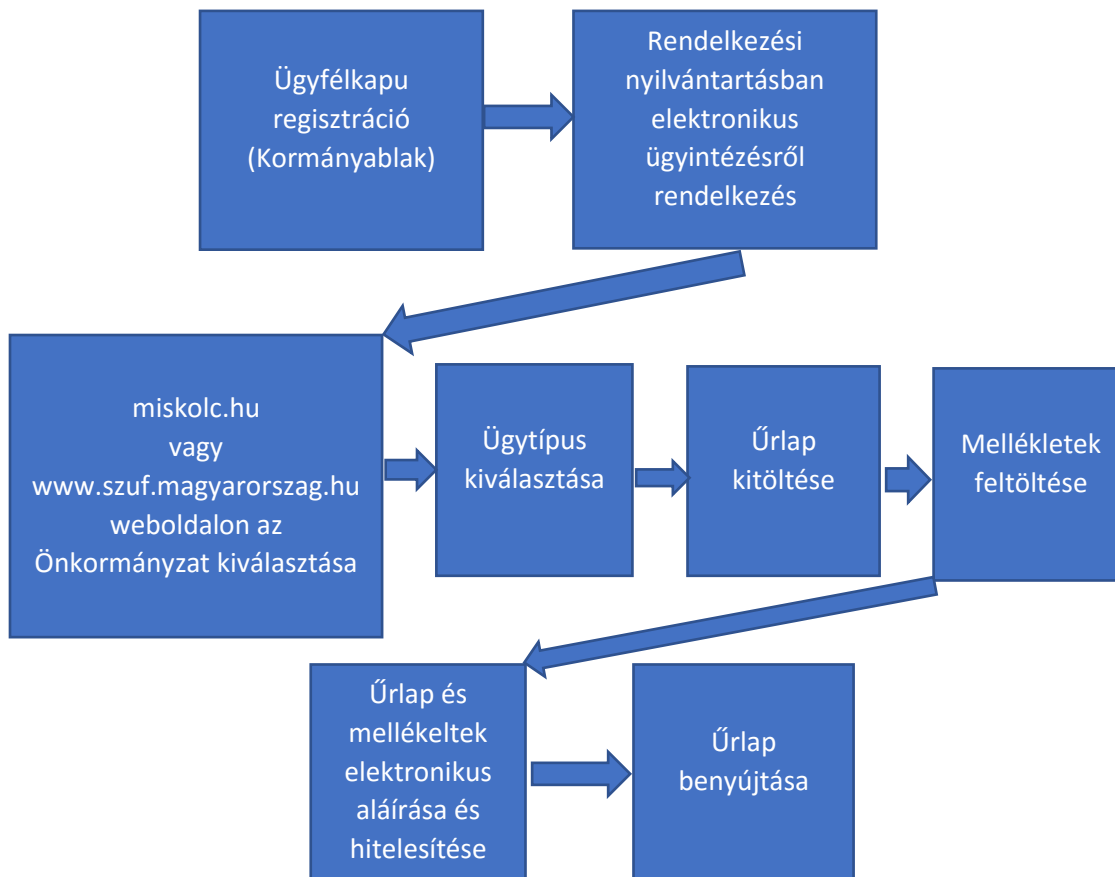 Ügyfélkapu
regisztráció
(Kormányablak)
Rendelkezési
nyilvántartásban
elektronikus
ügyintézésről
rendelkezés
miskolc.hu
vagy
www.szuf.magyarorszag.hu
weboldalon az
Önkormányzat kiválasztása
Ügytípus
kiválasztása
Űrlap
kitöltése
Mellékletek
feltöltése
Űrlap és
mellékeltek
elektronikus
aláírása és
hitelesítése
Űrlap
benyújtása